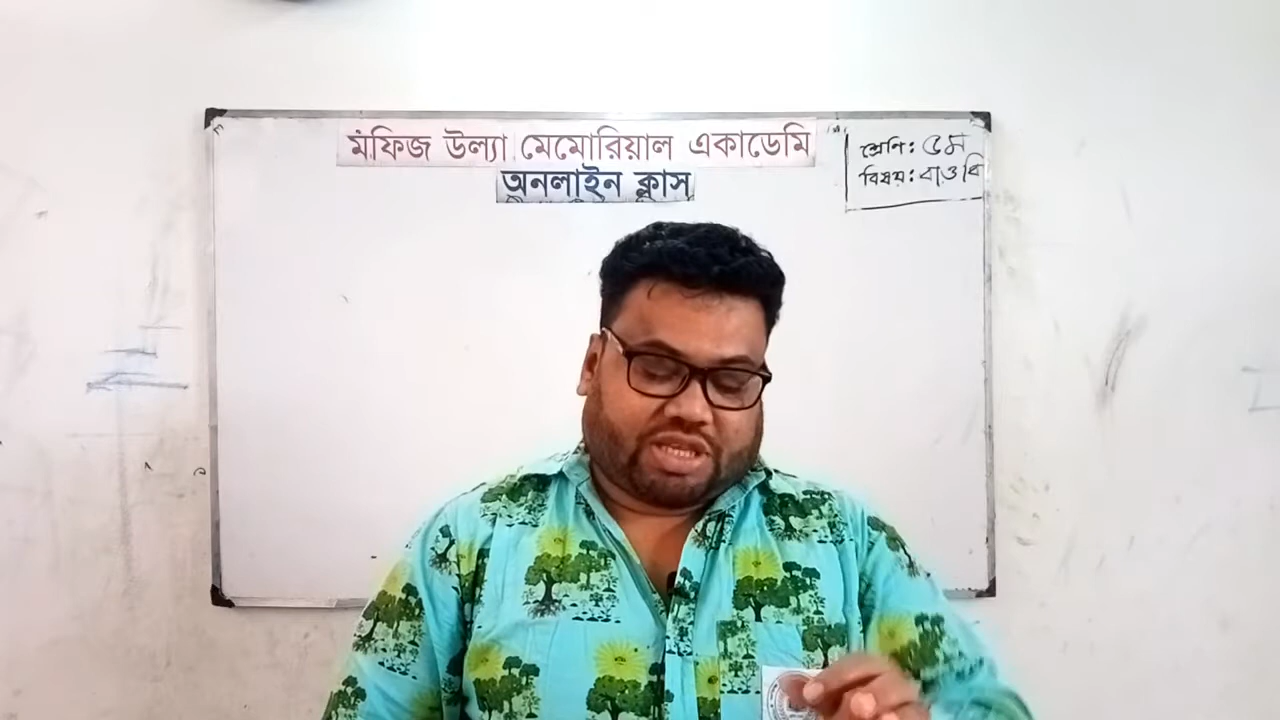 মফিজ উল্যা মেমোরিয়াল একাডেমি
অনলাইন ক্লাস
শ্রেণি: ৫ম
বিষয়: বাওবি